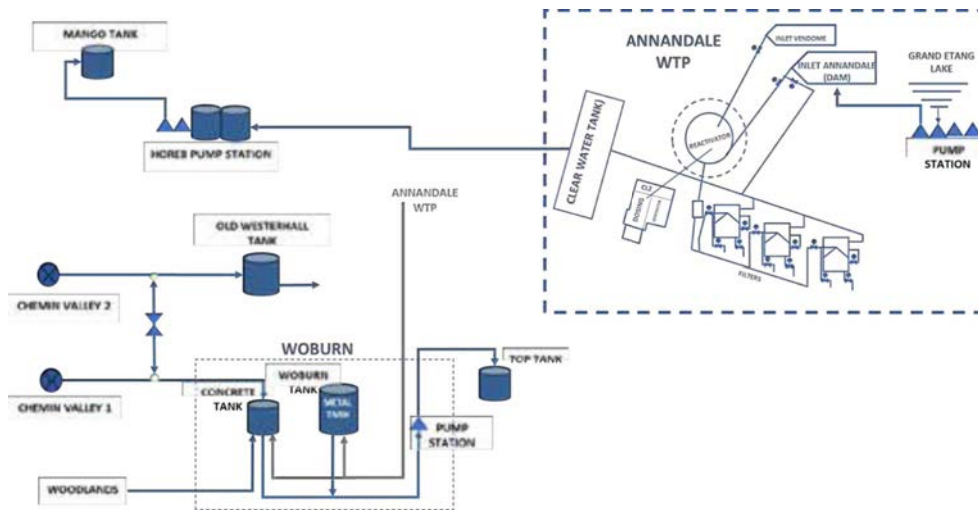 MANGO TANK
HOREB PUMP STATION
ANNANDALE
WTP
INLET VENDOME
INLET ANNANDALE
(DAM)
GRAND ETANG
LAKE
PUMP
STATION
REACTIVATOR
CLEAR WATER TANK)
DOSING
CL2
FILTERS
ANNANDALE
WTP
OLD WESTERHALL
TANK
CHEMIN VALLEY 2
CHEMIN VALLEY 1
WOBURN
CONCRETE
TANK
WOBURN
TANK
METAL
TANK
TOP TANK
PUMP
STATION
WOODLANDS